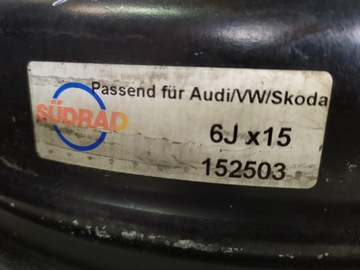 Passend für Audi/VW/Skoda
SÜDRAD
6J x15
152503